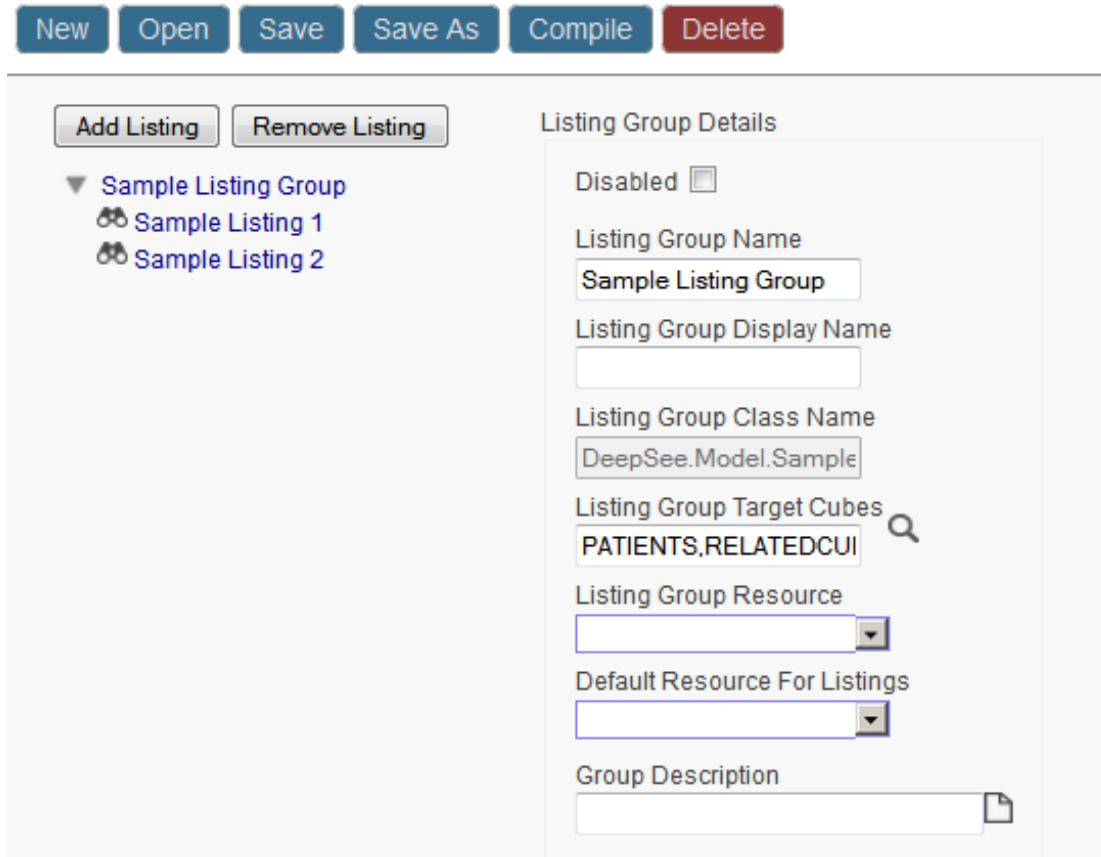 New Open Save Save As Compile Delete
Add Listing Remove Listing
Sample Listing Group
Sample Listing 1
Sample Listing 2
Listing Group Details
Disabled
Listing Group Name
Sample Listing Group
Listing Group Display Name
Listing Group Class Name
DeepSee.Model.Sample
Listing Group Target Cubes
PATIENTS,RELATEDCU
Listing Group Resource
Default Resource For Listings
Group Description